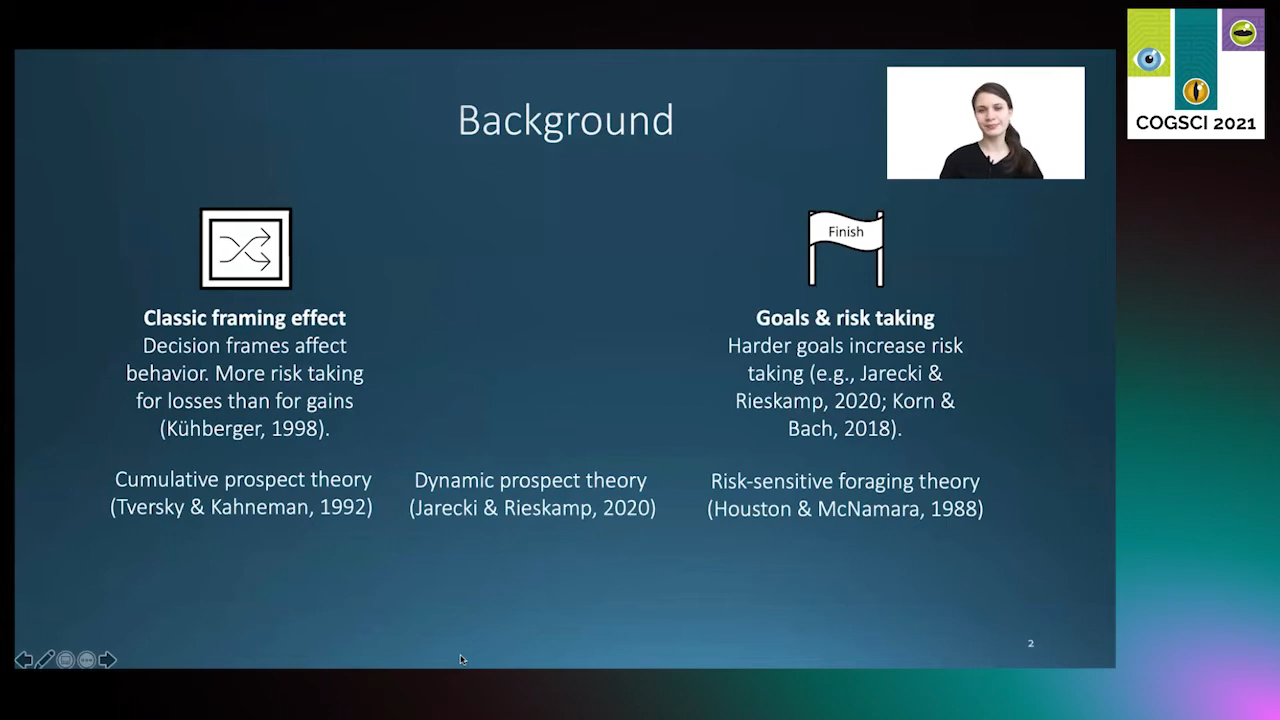 COGSCI 2021
Background
Finish
Classic framing effect
Decision frames affect
behavior. More risk taking
for losses than for gains
(Kühberger, 1998).
Goals & risk taking
Harder goals increase risk
taking (e.g., Jarecki &
Rieskamp, 2020; Korn &
Bach, 2018).
Cumulative prospect theory
(Tversky & Kahneman, 1992)
Dynamic prospect theory
(Jarecki & Rieskamp, 2020)
Risk-sensitive foraging theory
(Houston & McNamara, 1988)
2